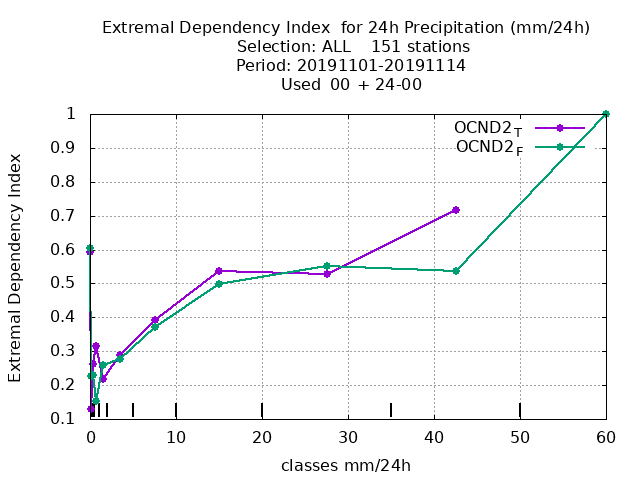 Extremal Dependency Index  for 24h Precipitation (mm/24h)
Selection: ALL    151 stations
Period: 20191101-20191114
Used  00 + 24-00
OCND2T
OCND2F
1
0.9
0.8
0.7
0.6
0.5
0.4
0.3
0.2
0.1
Extremal Dependency Index
0 10 20 30 40 50 60
classes mm/24h